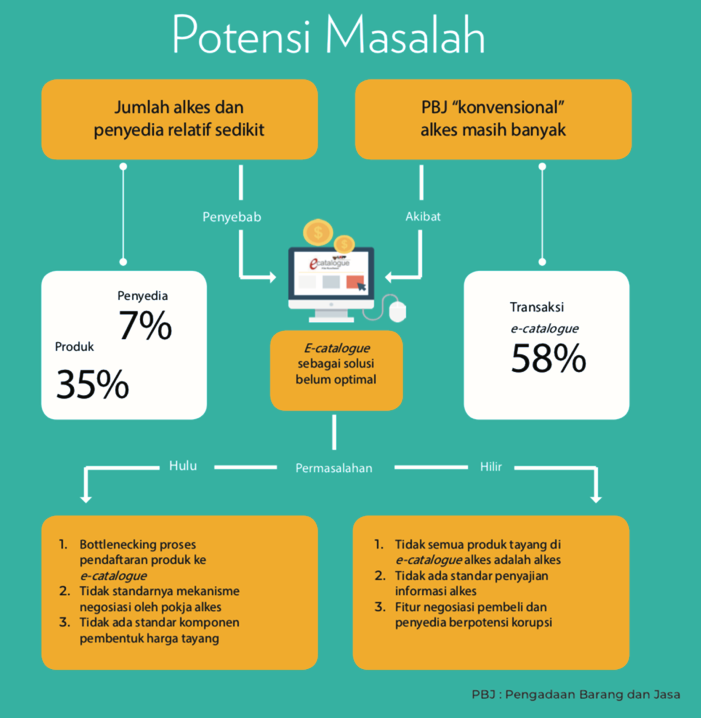 Potensi Masalah
Jumlah alkes dan
penyedia relatif sedikit
PBJ “konvensional”
alkes masih banyak
Penyebab
Akibat
e-catalogue
Penyedia
7%
Produk
35%
Transaksi
e-catalogue
58%
E-catalogue
sebagai solusi
belum optimal
Hulu
Permasalahan
Hilir
1. Bottlenecking proses
pendaftaran produk ke
e-catalogue
2. Tidak standarnya mekanisme
negosiasi oleh pokja alkes
3. Tidak ada standar komponen
pembentuk harga tayang
1. Tidak semua produk tayang di
e-catalogue alkes adalah alkes
2. Tidak ada standar penyajian
informasi alkes
3. Fitur negosiasi pembeli dan
penyedia berpotensi korupsi
PBJ : Pengadaan Barang dan Jasa